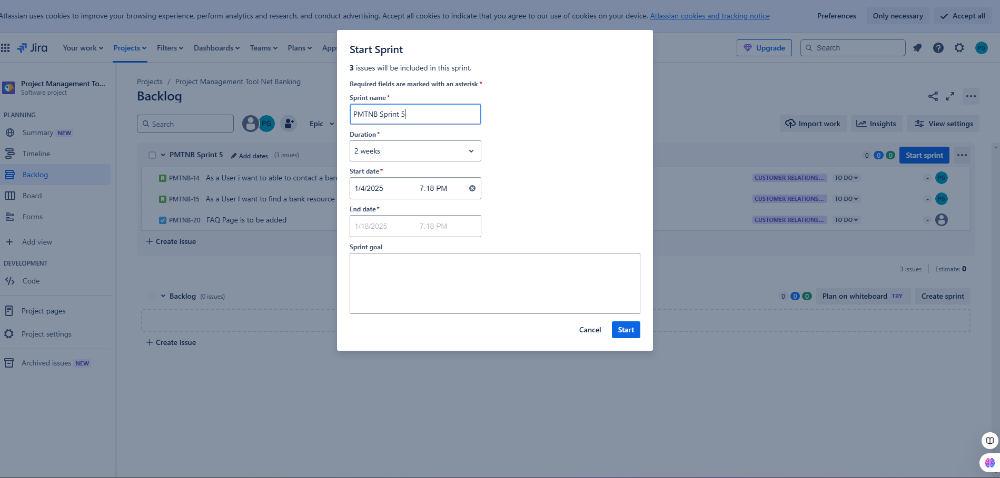 Atlassian uses cookies to improve your browsing experience, perform analytics and research, and conduct advertising. Accept all cookies to indicate that you agree to our use of cookies on your device. Atlassian cookies and tracking notice
Preferences
Only necessary
Accept all
Jira
Your work
Projects
Filters
Dashboards
Teams
Plans
Apps
Upgrade
Search
PG
Project Management To...
Software project
PLANNING
Summary NEW
Timeline
Backlog
Board
Forms
Add view
DEVELOPMENT
Code
Project pages
Project settings
Archived issues NEW
Projects / Project Management Tool Net Banking
Backlog
Search
PG
Epic
Import work
Insights
View settings
PMTNB Sprint 5 Add dates (3 issues)
0 0 0 Start sprint
PMTNB-14 As a User i want to able to contact a ban
CUSTOMER RELATIONS... TO DO - PG
PMTNB-15 As a User I want to find a bank resource
CUSTOMER RELATIONS... TO DO - PG
PMTNB-20 FAQ Page is to be added
CUSTOMER RELATIONS... TO DO -
Create issue
3 issues Estimate: 0
Backlog (0 issues)
0 0 0 Plan on whiteboard TRY Create sprint
Create issue
Start Sprint
3 issues will be included in this sprint.
Required fields are marked with an asterisk *
Sprint name *
PMTNB Sprint 5
Duration *
2 weeks
Start date *
1/4/2025 7:18 PM
End date *
1/18/2025 7:18 PM
Sprint goal
Cancel
Start